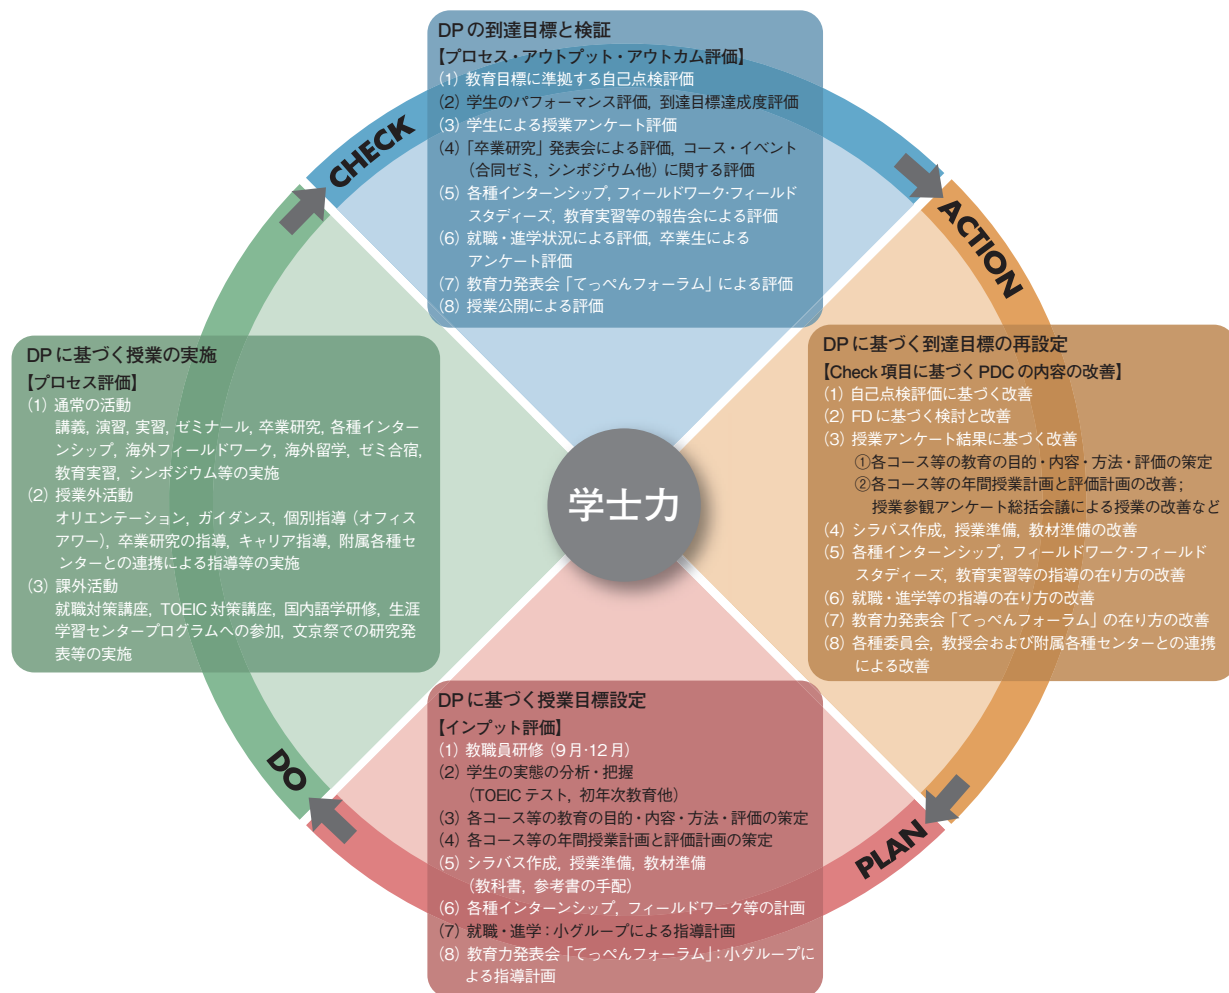 DPの到達目標と検証
【プロセス・アウトプット・アウトカム評価】
(1) 教育目標に準拠する自己点検評価
(2) 学生のパフォーマンス評価, 到達目標達成度評価
(3) 学生による授業アンケート評価
(4) 「卒業研究」発表会による評価, コース・イベント
(合同ゼミ, シンポジウム他) に関する評価
(5) 各種インターンシップ, フィールドワーク・フィールド
スタディーズ, 教育実習等の報告会による評価
(6) 就職・進学状況による評価, 卒業生による
アンケート評価
(7) 教育力発表会「てっぺんフォーラム」による評価
(8) 授業公開による評価
CHECK
ACTION
DPに基づく授業の実施
【プロセス評価】
(1) 通常の活動
講義, 演習, 実習, ゼミナール, 卒業研究, 各種インター
ンシップ, 海外フィールドワーク, 海外留学, ゼミ合宿,
教育実習, シンポジウム等の実施
(2) 授業外活動
オリエンテーション, ガイダンス, 個別指導 (オフィス
アワー), 卒業研究の指導, キャリア指導, 附属各種セ
ンターとの連携による指導等の実施
(3) 課外活動
就職対策講座, TOEIC対策講座, 国内語学研修, 生涯
学習センタープログラムへの参加, 文京祭での研究発
表等の実施
学士力
DPに基づく到達目標の再設定
【Check項目に基づくPDCの内容の改善】
(1) 自己点検評価に基づく改善
(2) FDに基づく検討と改善
(3) 授業アンケート結果に基づく改善
①各コース等の教育の目的・内容・方法・評価の策定
②各コース等の年間授業計画と評価計画の改善;
授業参観アンケート総括会議による授業の改善など
(4) シラバス作成, 授業準備, 教材準備の改善
(5) 各種インターンシップ, フィールドワーク・フィールド
スタディーズ, 教育実習等の指導の在り方の改善
(6) 就職・進学等の指導の在り方の改善
(7) 教育力発表会「てっぺんフォーラム」の在り方の改善
(8) 各種委員会, 教授会および附属各種センターとの連携
による改善
DO
PLAN
DPに基づく授業目標設定
【インプット評価】
(1) 教職員研修 (9月・12月)
(2) 学生の実態の分析・把握
(TOEICテスト, 初年次教育他)
(3) 各コース等の教育の目的・内容・方法・評価の策定
(4) 各コース等の年間授業計画と評価計画の策定
(5) シラバス作成, 授業準備, 教材準備
(教科書, 参考書の手配)
(6) 各種インターンシップ, フィールドワーク等の計画
(7) 就職・進学:小グループによる指導計画
(8) 教育力発表会「てっぺんフォーラム」:小グループに
よる指導計画